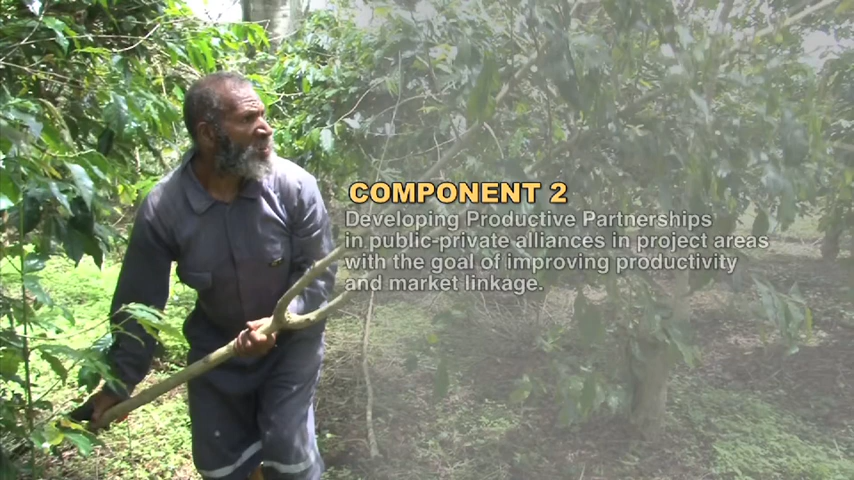 COMPONENT 2
Developing Productive Partnerships
in public-private alliances in project areas
with the goal of improving productivity
and market linkage.